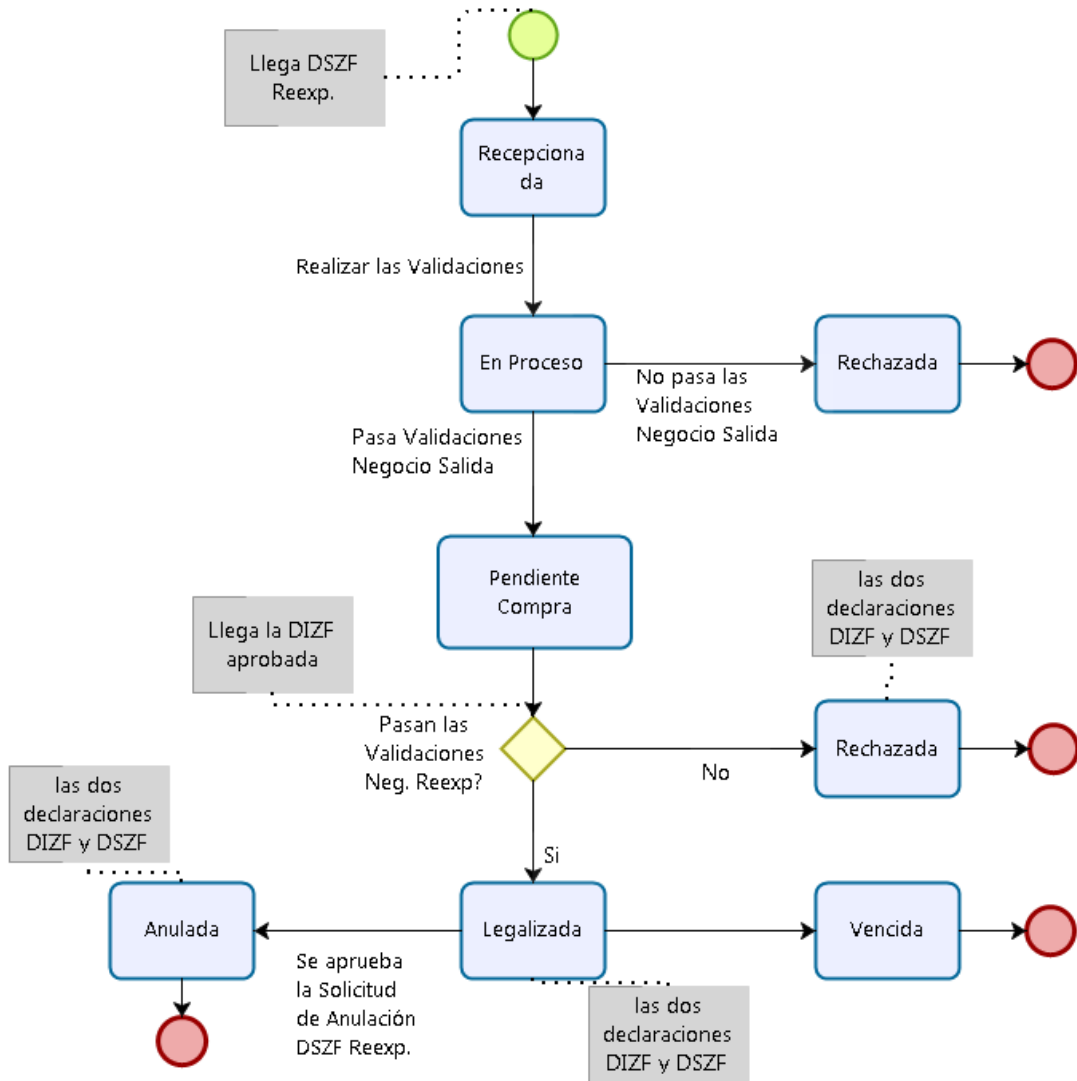 Llega DSZF
Reexp.
Recepciona
da
Realizar las Validaciones
En Proceso
Rechazada
No pasa las
Validaciones
Negocio Salida
Pasa Validaciones
Negocio Salida
Pendiente
Compra
las dos
declaraciones
DIZF y DSZF
Llega la DIZF
aprobada
Pasan las
Validaciones
Neg. Reexp?
Rechazada
No
las dos
declaraciones
DIZF y DSZF
Si
Anulada
Legalizada
Vencida
Se aprueba
la Solicitud
de Anulación
DSZF Reexp.
las dos
declaraciones
DIZF y DSZF